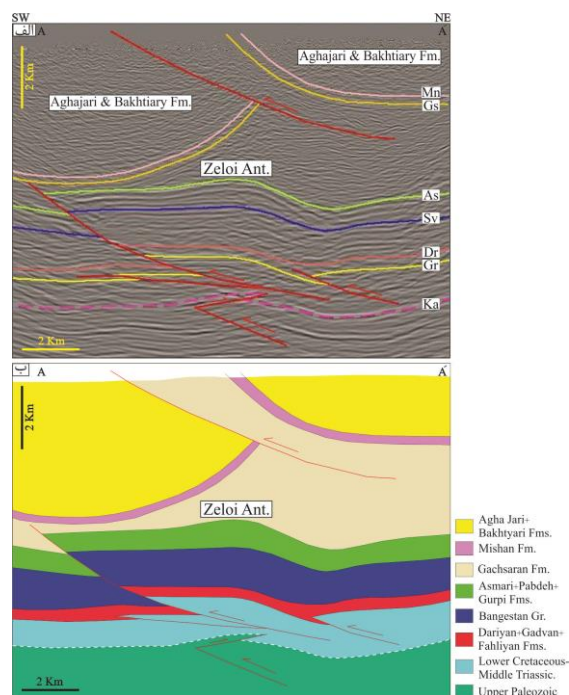 SW
NE
الف
A
A'
2 Km
Aghajari & Bakhtiary Fm.
Aghajari & Bakhtiary Fm.
Mn
Gs
Zeloi Ant.
As
Sv
Dr
Gr
Ka
2 Km
ب
A
A'
2 Km
Zeloi Ant.
2 Km
Agha Jari+
Bakhtyari Fms.
Mishan Fm.
Gachsaran Fm.
Asmari+Pabdeh+
Gurpi Fms.
Bangestan Gr.
Dariyan+Gadvan+
Fahliyan Fms.
Lower Cretaceous-
Middle Triassic.
Upper Paleozoic